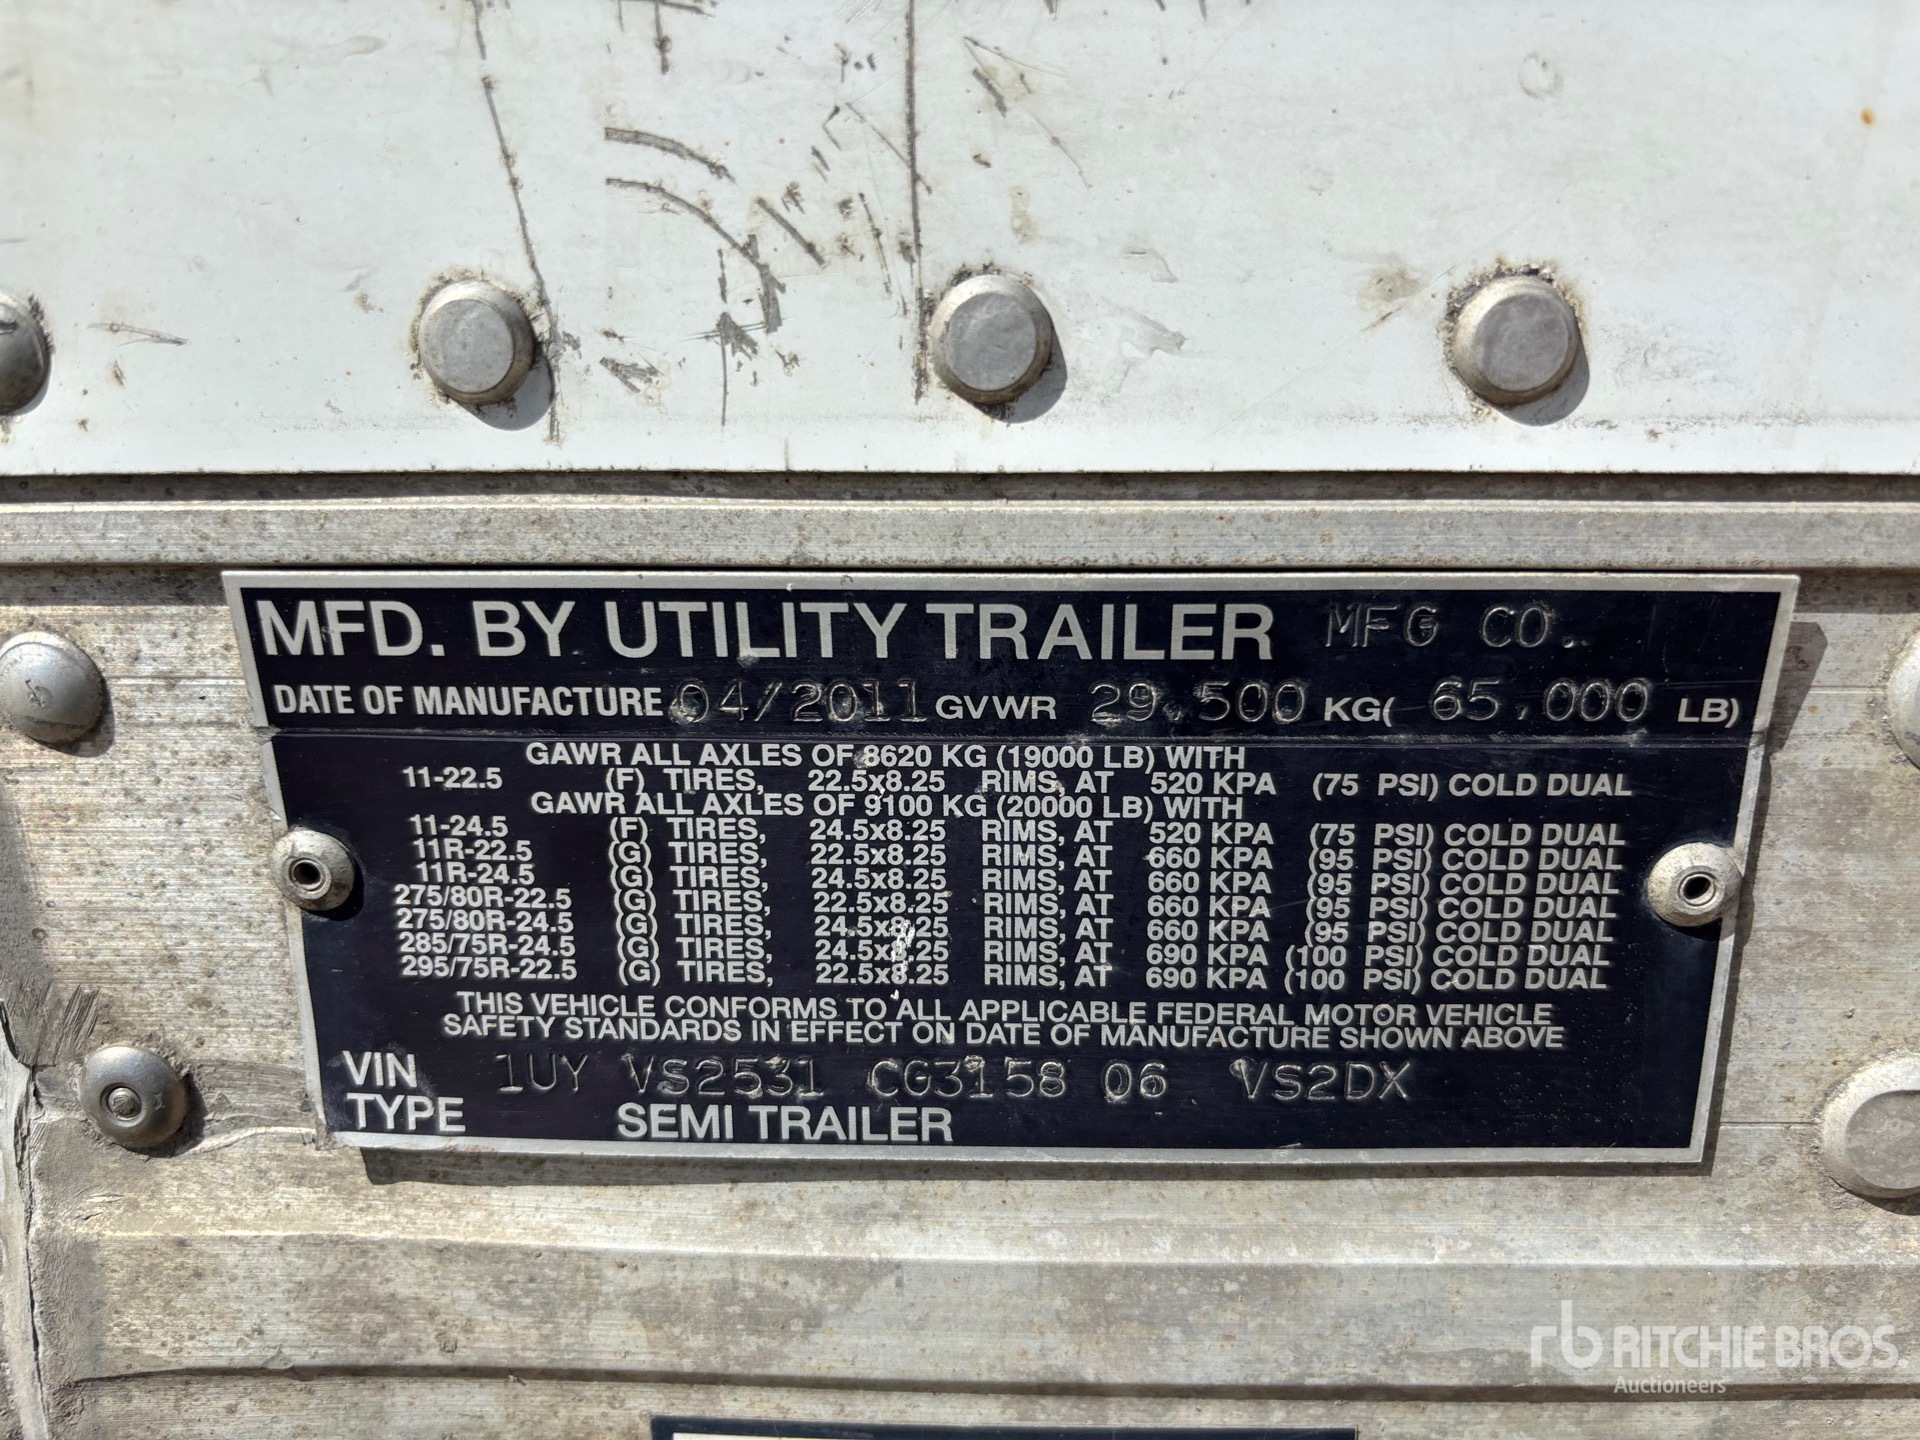 MFD. BY UTILITY TRAILER MFG CO.
DATE OF MANUFACTURE 04/2011 GVWR 29,500 KG( 65,000 LB)
GAWR ALL AXLES OF 8620 KG (19000 LB) WITH
11-22.5 (F) TIRES, 22.5x8.25 RIMS, AT 520 KPA (75 PSI) COLD DUAL
GAWR ALL AXLES OF 9100 KG (20000 LB) WITH
11-24.5 (F) TIRES, 24.5x8.25 RIMS, AT 520 KPA (75 PSI) COLD DUAL
11R-22.5 (G) TIRES, 22.5x8.25 RIMS, AT 660 KPA (95 PSI) COLD DUAL
11R-24.5 (G) TIRES, 24.5x8.25 RIMS, AT 660 KPA (95 PSI) COLD DUAL
275/80R-22.5 (G) TIRES, 22.5x8.25 RIMS, AT 660 KPA (95 PSI) COLD DUAL
275/80R-24.5 (G) TIRES, 24.5x8.25 RIMS, AT 660 KPA (95 PSI) COLD DUAL
285/75R-24.5 (G) TIRES, 24.5x8.25 RIMS, AT 690 KPA (100 PSI) COLD DUAL
295/75R-22.5 (G) TIRES, 22.5x8.25 RIMS, AT 690 KPA (100 PSI) COLD DUAL
THIS VEHICLE CONFORMS TO ALL APPLICABLE FEDERAL MOTOR VEHICLE
SAFETY STANDARDS IN EFFECT ON DATE OF MANUFACTURE SHOWN ABOVE
VIN 1UY VS2531 CG3158 06 VS2DX
TYPE SEMI TRAILER
rb RITCHIE BROS.
Auctioneers